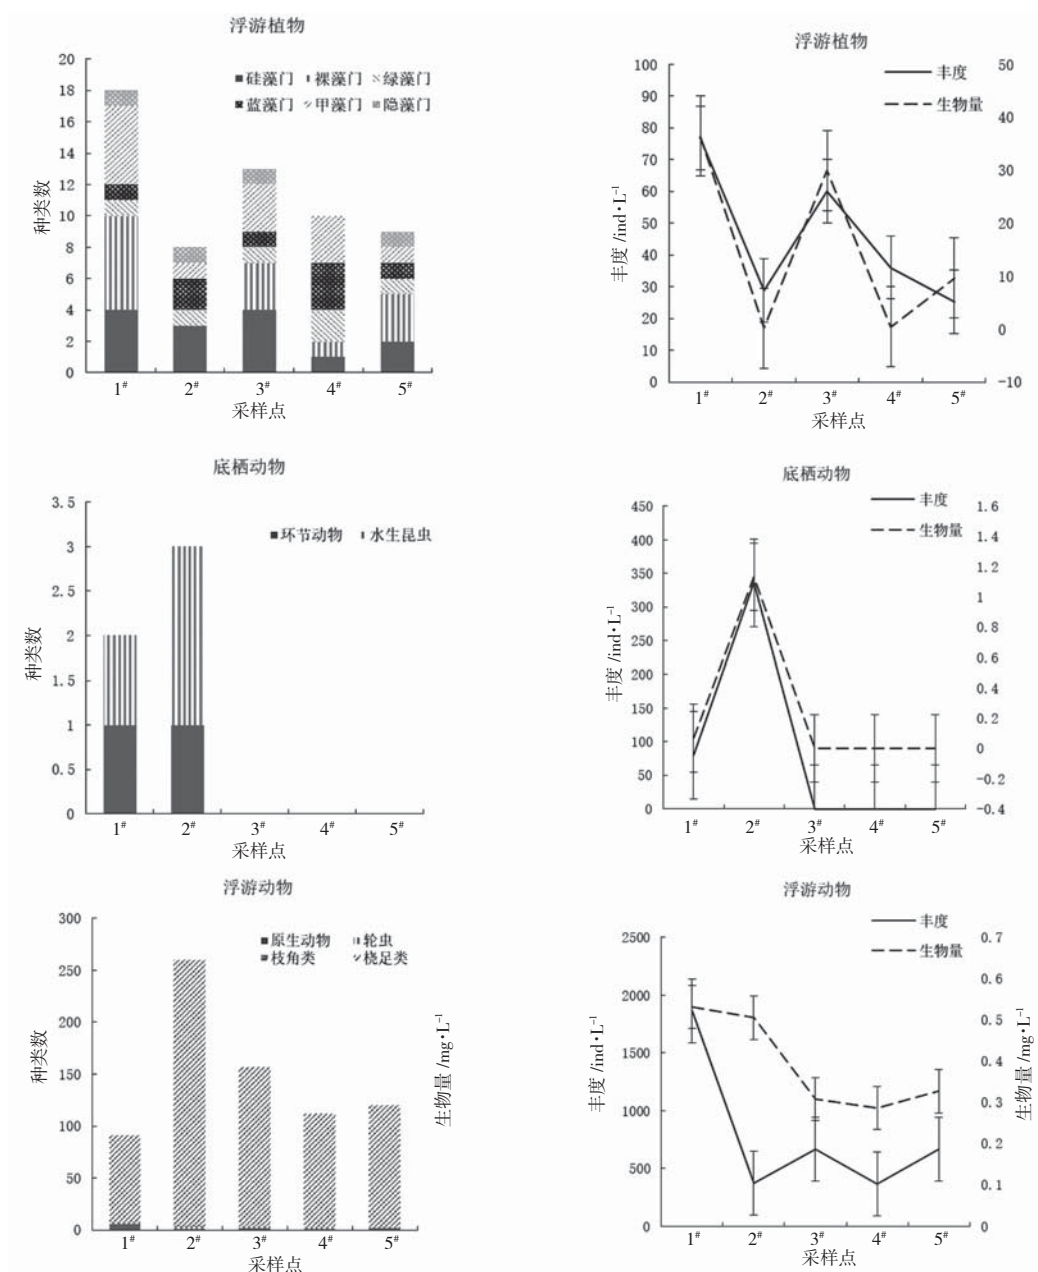 浮游植物
20
18
16
14
12
10
8
6
4
2
0
种类数
硅藻门 裸藻门 绿藻门
蓝藻门 甲藻门 隐藻门
1# 2# 3# 4# 5#
采样点
浮游植物
100
90
80
70
60
50
40
30
20
10
0
丰度/ind·L⁻¹
丰度
生物量
50
40
30
20
10
0
-10
1# 2# 3# 4# 5#
采样点
底栖动物
3.5
3
2.5
2
1.5
1
0.5
0
种类数
环节动物 水生昆虫
1# 2# 3# 4# 5#
采样点
底栖动物
450
400
350
300
250
200
150
100
50
0
丰度/ind·L⁻¹
丰度
生物量
1.6
1.4
1.2
1
0.8
0.6
0.4
0.2
0
-0.2
-0.4
1# 2# 3# 4# 5#
采样点
浮游动物
300
250
200
150
100
50
0
种类数
原生动物 轮虫
枝角类 桡足类
生物量/mg·L⁻¹
1# 2# 3# 4# 5#
采样点
浮游动物
2500
2000
1500
1000
500
0
丰度/ind·L⁻¹
丰度
生物量
0.7
0.6
0.5
0.4
0.3
0.2
0.1
0
生物量/mg·L⁻¹
1# 2# 3# 4# 5#
采样点